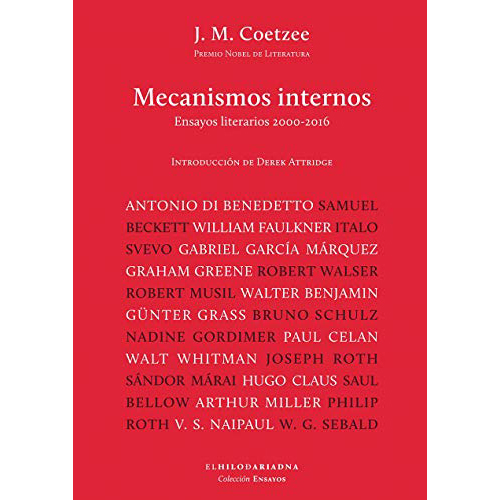 J. M. Coetzee
Premio Nobel de Literatura
Mecanismos internos
Ensayos literarios 2000-2016
Introducción de Derek Attridge
ANTONIO DI BENEDETTO SAMUEL
BECKETT WILLIAM FAULKNER ITALO
SVEVO GABRIEL GARCÍA MÁRQUEZ
GRAHAM GREENE ROBERT WALSER
ROBERT MUSIL WALTER BENJAMIN
GÜNTER GRASS BRUNO SCHULZ
NADINE GORDIMER PAUL CELAN
WALT WHITMAN JOSEPH ROTH
SÁNDOR MÁRAI HUGO CLAUS SAUL
BELLOW ARTHUR MILLER PHILIP
ROTH V. S. NAIPAUL W. G. SEBALD
ELHILODARIADNA
Colección Ensayos